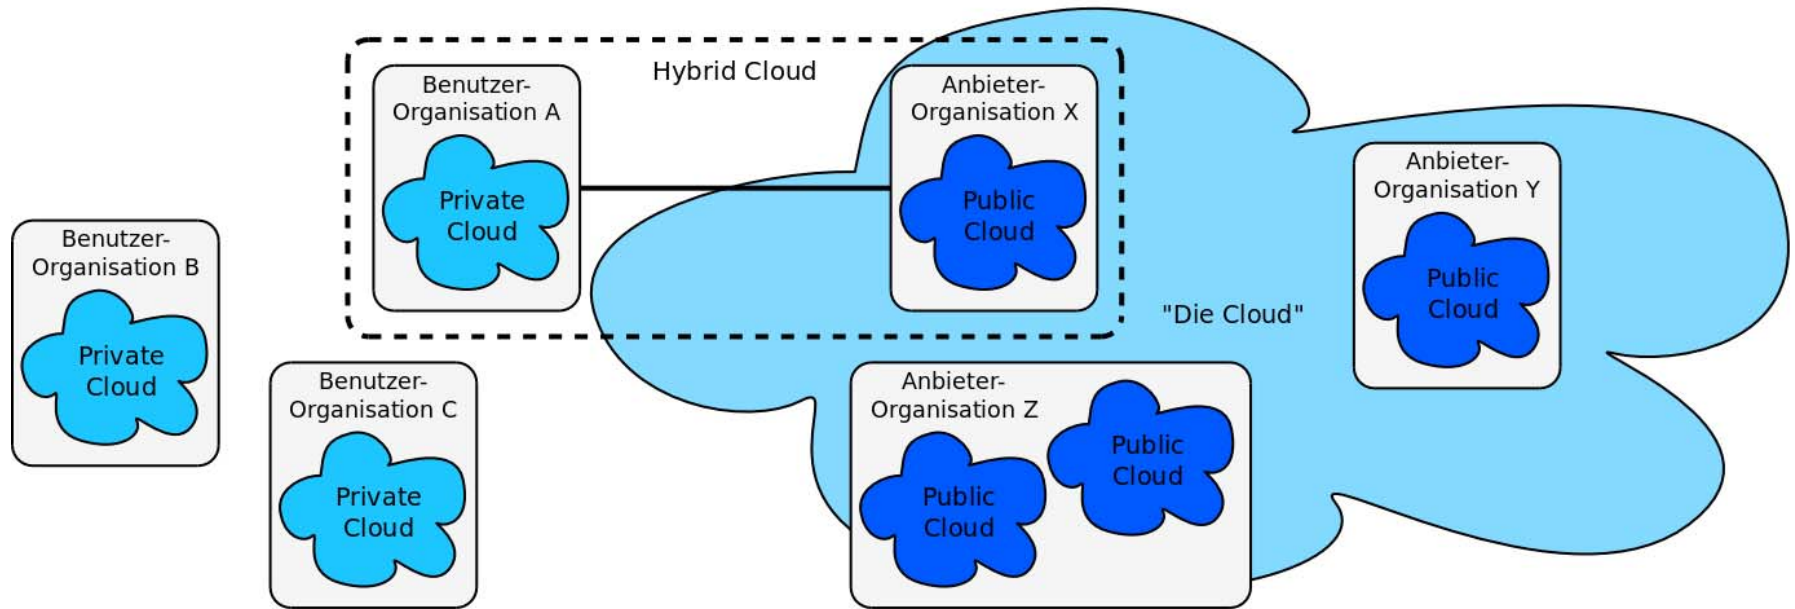 Hybrid Cloud
Benutzer-
Organisation A
Private
Cloud
Anbieter-
Organisation X
Public
Cloud
Anbieter-
Organisation Y
Public
Cloud
Benutzer-
Organisation B
Private
Cloud
"Die Cloud"
Benutzer-
Organisation C
Private
Cloud
Anbieter-
Organisation Z
Public
Cloud
Public
Cloud